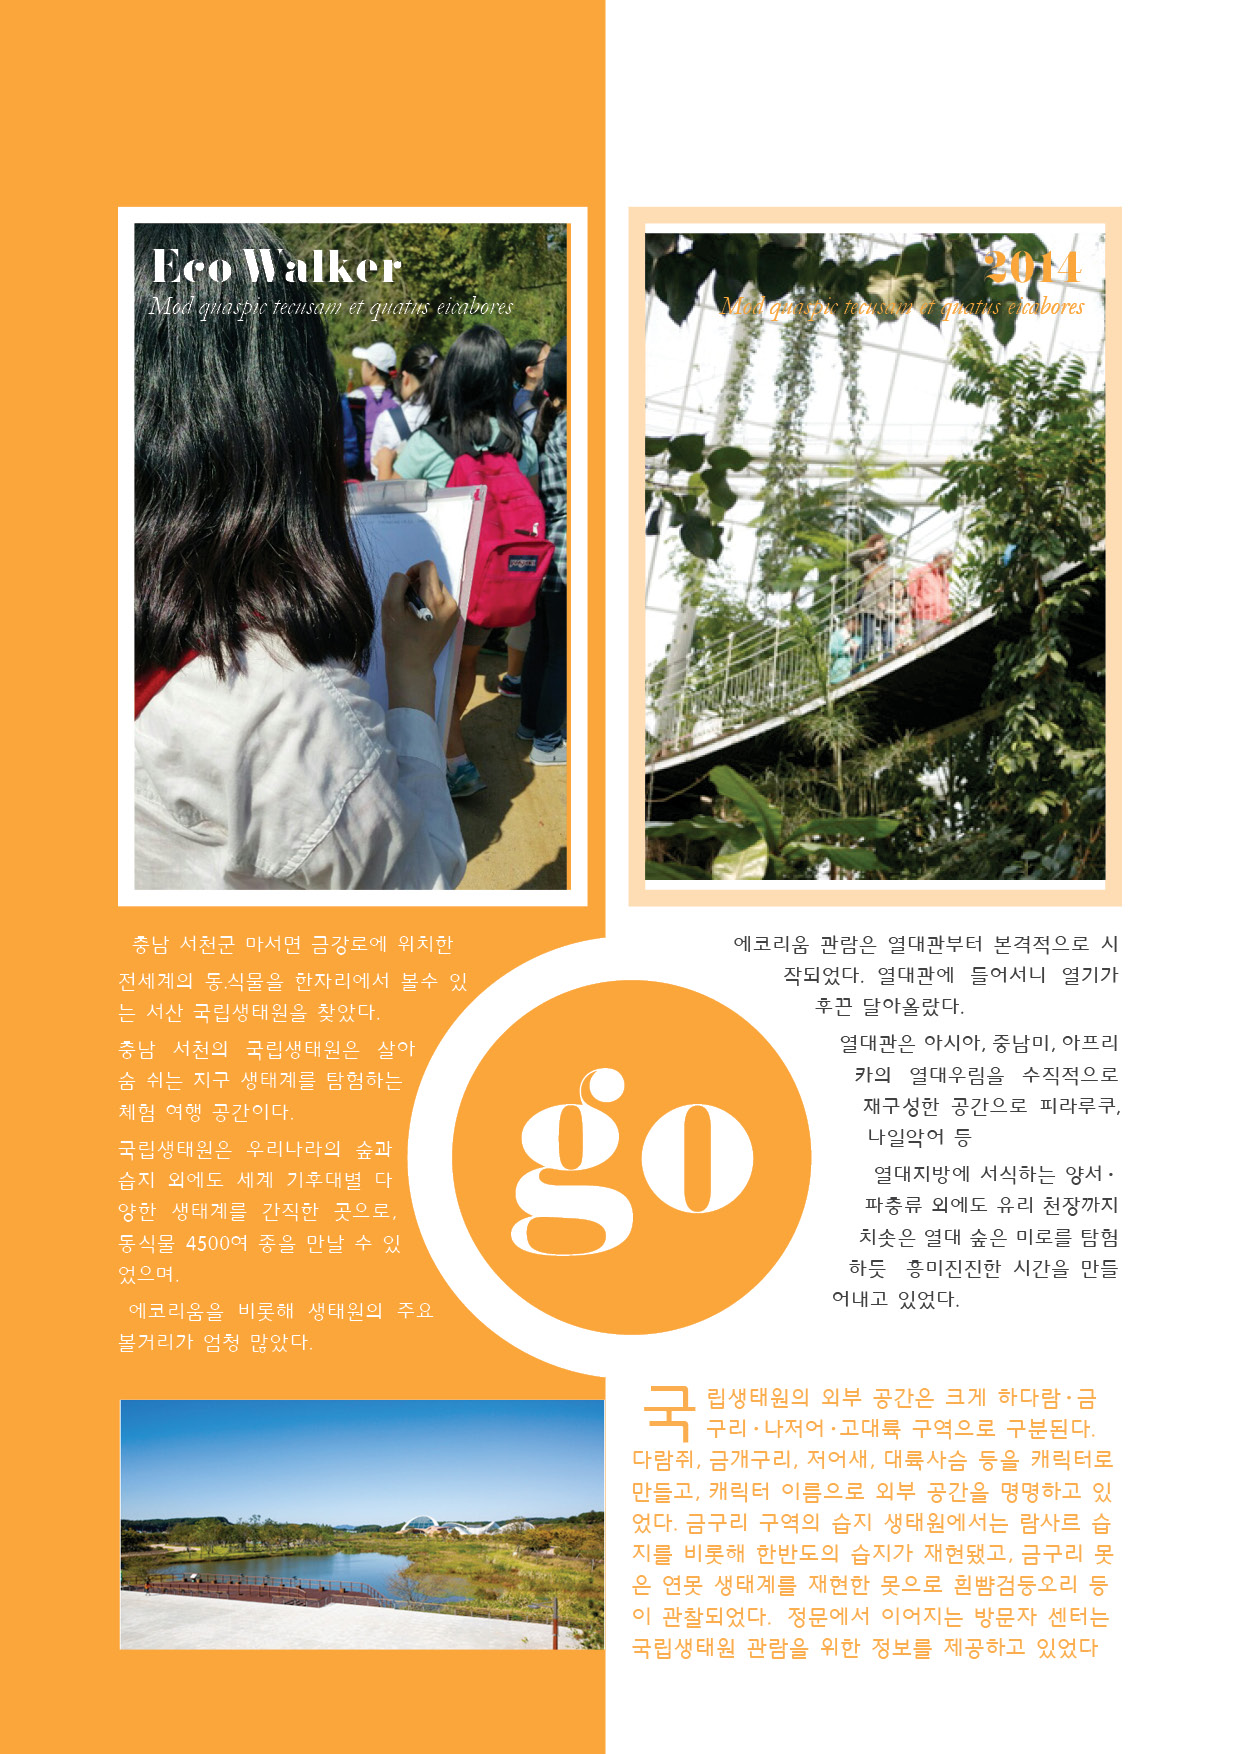 Eco Walker
Mod quaspic tecusam et quatus eicabores
2014
Mod quaspic tecusam et quatus eicabores
JANSPORT
충남 서천군 마서면 금강로에 위치한
전세계의 동.식물을 한자리에서 볼수 있
는 서산 국립생태원을 찾았다.
충남 서천의 국립생태원은 살아
숨 쉬는 지구 생태계를 탐험하는
체험 여행 공간이다.
국립생태원은 우리나라의 숲과
습지 외에도 세계 기후대별 다
양한 생태계를 간직한 곳으로,
동식물 4500여 종을 만날 수 있
었으며.
에코리움을 비롯해 생태원의 주요
볼거리가 엄청 많았다.
go
에코리움 관람은 열대관부터 본격적으로 시
작되었다. 열대관에 들어서니 열기가
후끈 달아올랐다.
열대관은 아시아, 중남미, 아프리
카의 열대우림을 수직적으로
재구성한 공간으로 피라루쿠,
나일악어 등
열대지방에 서식하는 양서·
파충류 외에도 유리 천장까지
치솟은 열대 숲은 미로를 탐험
하듯 흥미진진한 시간을 만들
어내고 있었다.
국립생태원의 외부 공간은 크게 하다람·금
구리·나저어·고대륙 구역으로 구분된다.
다람쥐, 금개구리, 저어새, 대륙사슴 등을 캐릭터로
만들고, 캐릭터 이름으로 외부 공간을 명명하고 있
었다. 금구리 구역의 습지 생태원에서는 람사르 습
지를 비롯해 한반도의 습지가 재현됐고, 금구리 못
은 연못 생태계를 재현한 못으로 흰뺨검둥오리 등
이 관찰되었다. 정문에서 이어지는 방문자 센터는
국립생태원 관람을 위한 정보를 제공하고 있었다